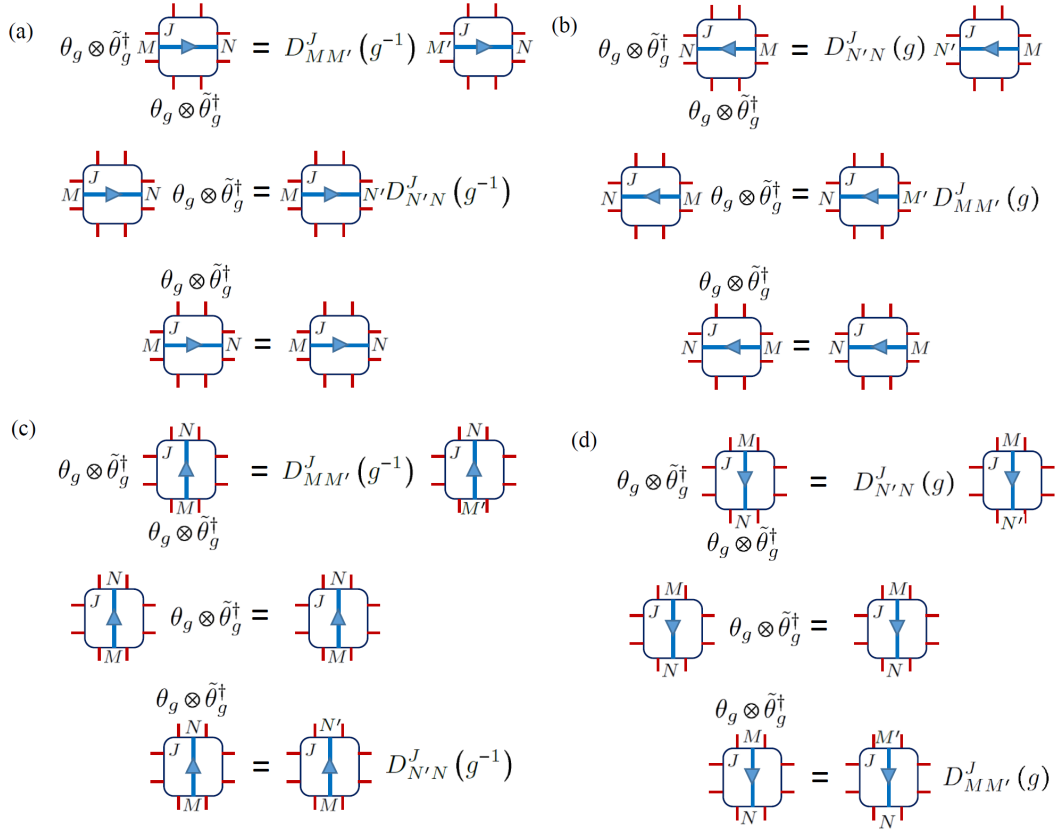 (a)
J
θ_g ⊗ θ̃_g^† M N = D^J_{MM′}(g^{-1}) M′ J N
θ_g ⊗ θ̃_g^†
J
M N θ_g ⊗ θ̃_g^† = M J N′ D^J_{N′N}(g^{-1})
θ_g ⊗ θ̃_g^†
M J N = M J N
(b)
θ_g ⊗ θ̃_g^† N J M = D^J_{N′N}(g) N′ J M
θ_g ⊗ θ̃_g^†
N J M θ_g ⊗ θ̃_g^† = N J M′ D^J_{MM′}(g)
θ_g ⊗ θ̃_g^†
N J M = N J M
(c)
N N
θ_g ⊗ θ̃_g^† J = D^J_{MM′}(g^{-1}) J
M M′
θ_g ⊗ θ̃_g^†
N N
J θ_g ⊗ θ̃_g^† = J
M M
θ_g ⊗ θ̃_g^†
N N′
J = J D^J_{N′N}(g^{-1})
M M
(d)
M M
θ_g ⊗ θ̃_g^† J = D^J_{N′N}(g) J
N N′
θ_g ⊗ θ̃_g^†
M M
J θ_g ⊗ θ̃_g^† = J
N N
θ_g ⊗ θ̃_g^†
M M′
J = J D^J_{MM′}(g)
N N